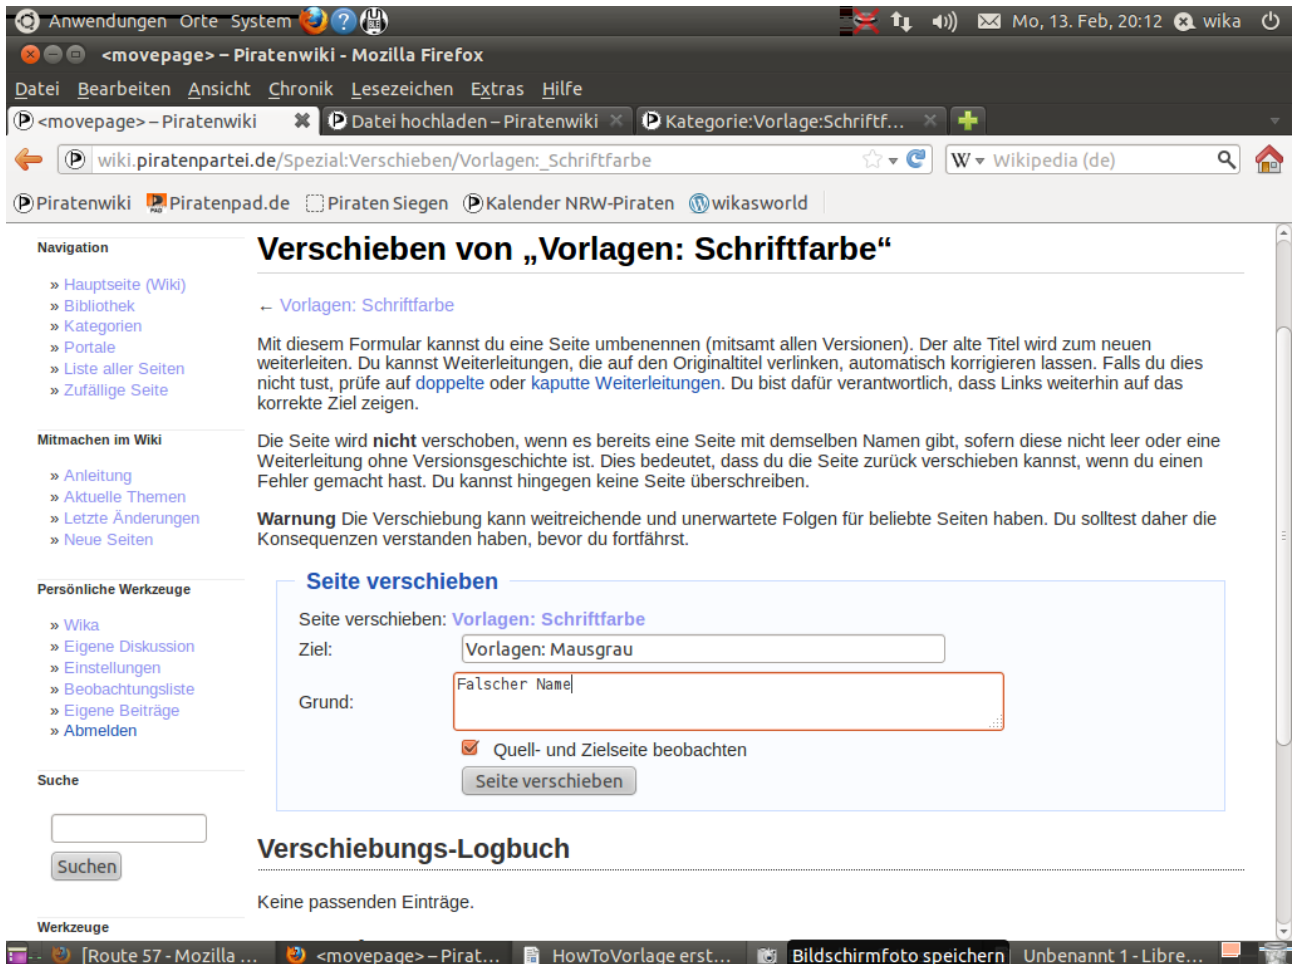 Anwendungen Orte System
Mo, 13. Feb, 20:12 wika
<movepage> – Piratenwiki - Mozilla Firefox
Datei Bearbeiten Ansicht Chronik Lesezeichen Extras Hilfe
<movepage> – Piratenwiki Datei hochladen – Piratenwiki Kategorie:Vorlage:Schriftf...
wiki.piratenpartei.de/Spezial:Verschieben/Vorlagen:_Schriftfarbe W Wikipedia (de)
Piratenwiki Piratenpad.de Piraten Siegen Kalender NRW-Piraten wikasworld
Navigation
» Hauptseite (Wiki)
» Bibliothek
» Kategorien
» Portale
» Liste aller Seiten
» Zufällige Seite
Mitmachen im Wiki
» Anleitung
» Aktuelle Themen
» Letzte Änderungen
» Neue Seiten
Persönliche Werkzeuge
» Wika
» Eigene Diskussion
» Einstellungen
» Beobachtungsliste
» Eigene Beiträge
» Abmelden
Suche
Suchen
Werkzeuge
Verschieben von „Vorlagen: Schriftfarbe“
← Vorlagen: Schriftfarbe
Mit diesem Formular kannst du eine Seite umbenennen (mitsamt allen Versionen). Der alte Titel wird zum neuen
weiterleiten. Du kannst Weiterleitungen, die auf den Originaltitel verlinken, automatisch korrigieren lassen. Falls du dies
nicht tust, prüfe auf doppelte oder kaputte Weiterleitungen. Du bist dafür verantwortlich, dass Links weiterhin auf das
korrekte Ziel zeigen.
Die Seite wird nicht verschoben, wenn es bereits eine Seite mit demselben Namen gibt, sofern diese nicht leer oder eine
Weiterleitung ohne Versionsgeschichte ist. Dies bedeutet, dass du die Seite zurück verschieben kannst, wenn du einen
Fehler gemacht hast. Du kannst hingegen keine Seite überschreiben.
Warnung Die Verschiebung kann weitreichende und unerwartete Folgen für beliebte Seiten haben. Du solltest daher die
Konsequenzen verstanden haben, bevor du fortfährst.
Seite verschieben
Seite verschieben: Vorlagen: Schriftfarbe
Ziel: Vorlagen: Mausgrau
Grund: Falscher Name
Quell- und Zielseite beobachten
Seite verschieben
Verschiebungs-Logbuch
Keine passenden Einträge.
[Route 57 - Mozilla ... <movepage> – Pirat... HowToVorlage erst... Bildschirmfoto speichern Unbenannt 1 - Libre...